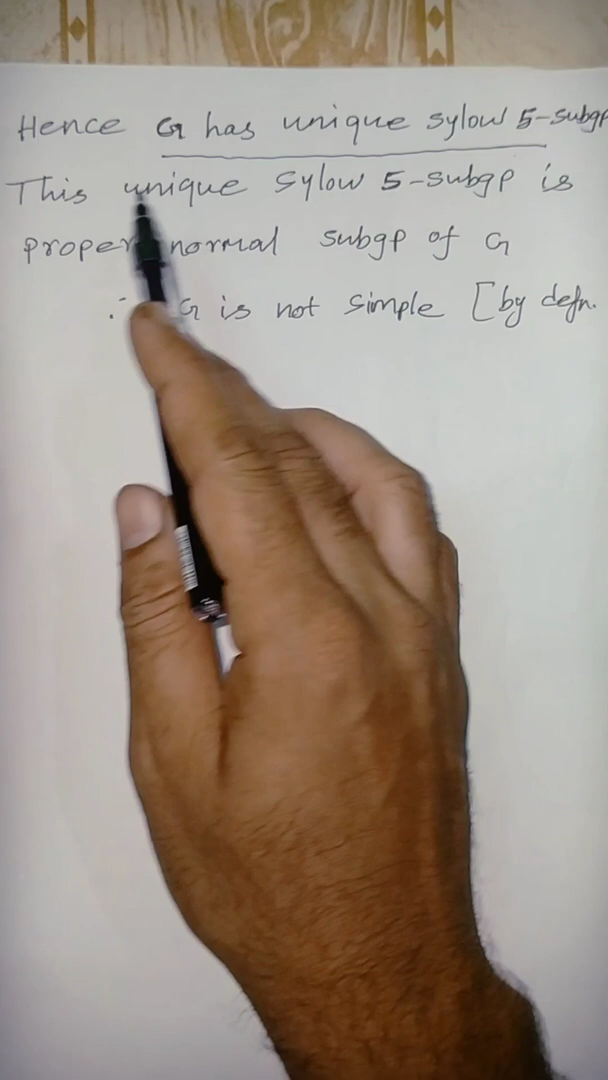 Hence G has unique sylow 5-subgp
This unique Sylow 5-subgp is
proper normal subgp of G
∴ G is not simple [by defn.